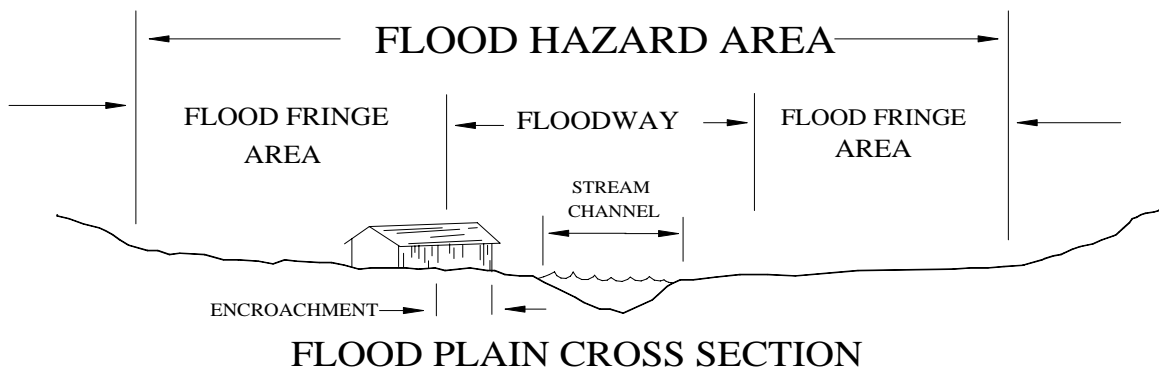 FLOOD HAZARD AREA
FLOOD FRINGE
AREA
FLOODWAY
FLOOD FRINGE
AREA
STREAM
CHANNEL
ENCROACHMENT
FLOOD PLAIN CROSS SECTION